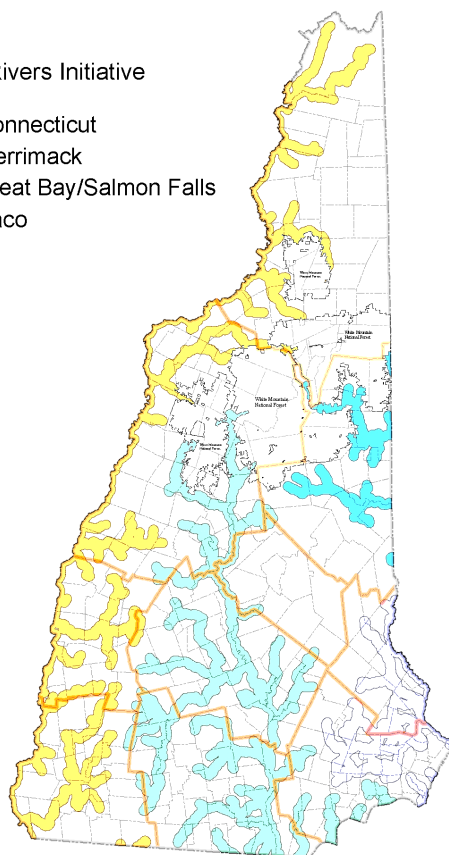 ivers Initiative
onnecticut
errimack
eat Bay/Salmon Falls
aco
White Mountain
National Forest
White Mountain
National Forest
White Mountain
National Forest
White Mountain
National Forest